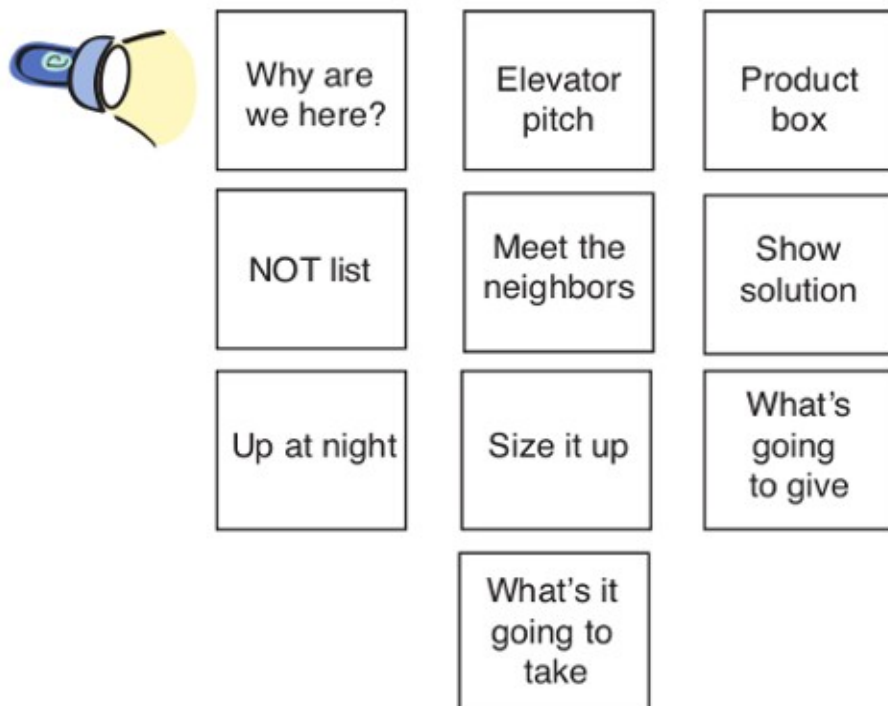 Why are
we here?
Elevator
pitch
Product
box
NOT list
Meet the
neighbors
Show
solution
Up at night
Size it up
What's
going
to give
What's it
going to
take